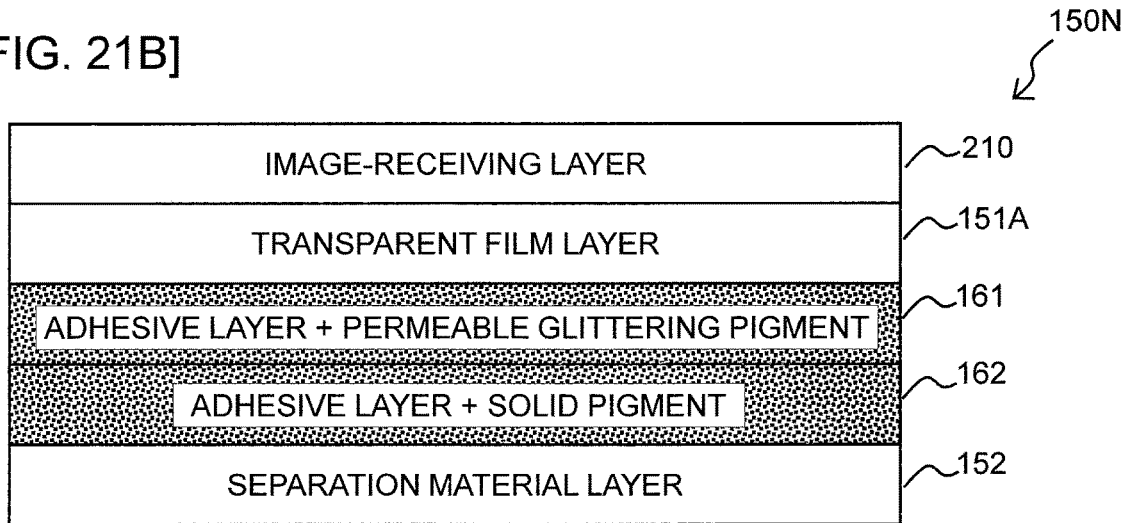 150N
FIG. 21B]
IMAGE-RECEIVING LAYER 210
TRANSPARENT FILM LAYER 151A
ADHESIVE LAYER + PERMEABLE GLITTERING PIGMENT 161
ADHESIVE LAYER + SOLID PIGMENT 162
SEPARATION MATERIAL LAYER 152